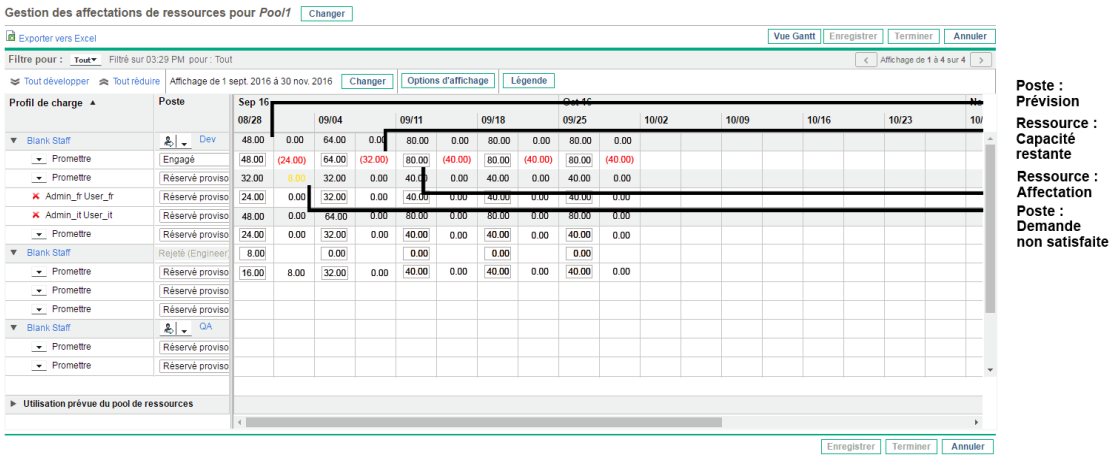 Gestion des affectations de ressources pour Pool1 Changer
Exporter vers Excel Vue Gantt Enregistrer Terminer Annuler
Filtre pour : Tout Filtré sur 03:29 PM pour : Tout Affichage de 1 à 4 sur 4
Tout développer Tout réduire Affichage de 1 sept. 2016 à 30 nov. 2016 Changer Options d'affichage Légende
Profil de charge Poste Sep 16 Oct 16
08/28 09/04 09/11 09/18 09/25 10/02 10/09 10/16 10/23 10/
Blank Staff Dev 48.00 0.00 64.00 0.00 80.00 0.00 80.00 0.00 80.00 0.00
Promettre Engagé 48.00 (24.00) 64.00 (32.00) 80.00 (40.00) 80.00 (40.00) 80.00 (40.00)
Promettre Réservé proviso 32.00 8.00 32.00 0.00 40.00 0.00 40.00 0.00 40.00 0.00
Admin_fr User_fr Réservé proviso 24.00 0.00 32.00 0.00 40.00 0.00 40.00 0.00 40.00 0.00
Admin_it User_it Réservé proviso 48.00 0.00 64.00 0.00 80.00 0.00 80.00 0.00 80.00 0.00
Promettre Réservé proviso 24.00 0.00 32.00 0.00 40.00 0.00 40.00 0.00 40.00 0.00
Blank Staff Rejeté (Engineer 8.00 0.00 0.00 0.00 0.00
Promettre Réservé proviso 16.00 8.00 32.00 0.00 40.00 0.00 40.00 0.00 40.00 0.00
Promettre Réservé proviso
Promettre Réservé proviso
Blank Staff QA
Promettre Réservé proviso
Promettre Réservé proviso
Utilisation prévue du pool de ressources
Enregistrer Terminer Annuler
Poste :
Prévision
Ressource :
Capacité
restante
Ressource :
Affectation
Poste :
Demande
non satisfaite